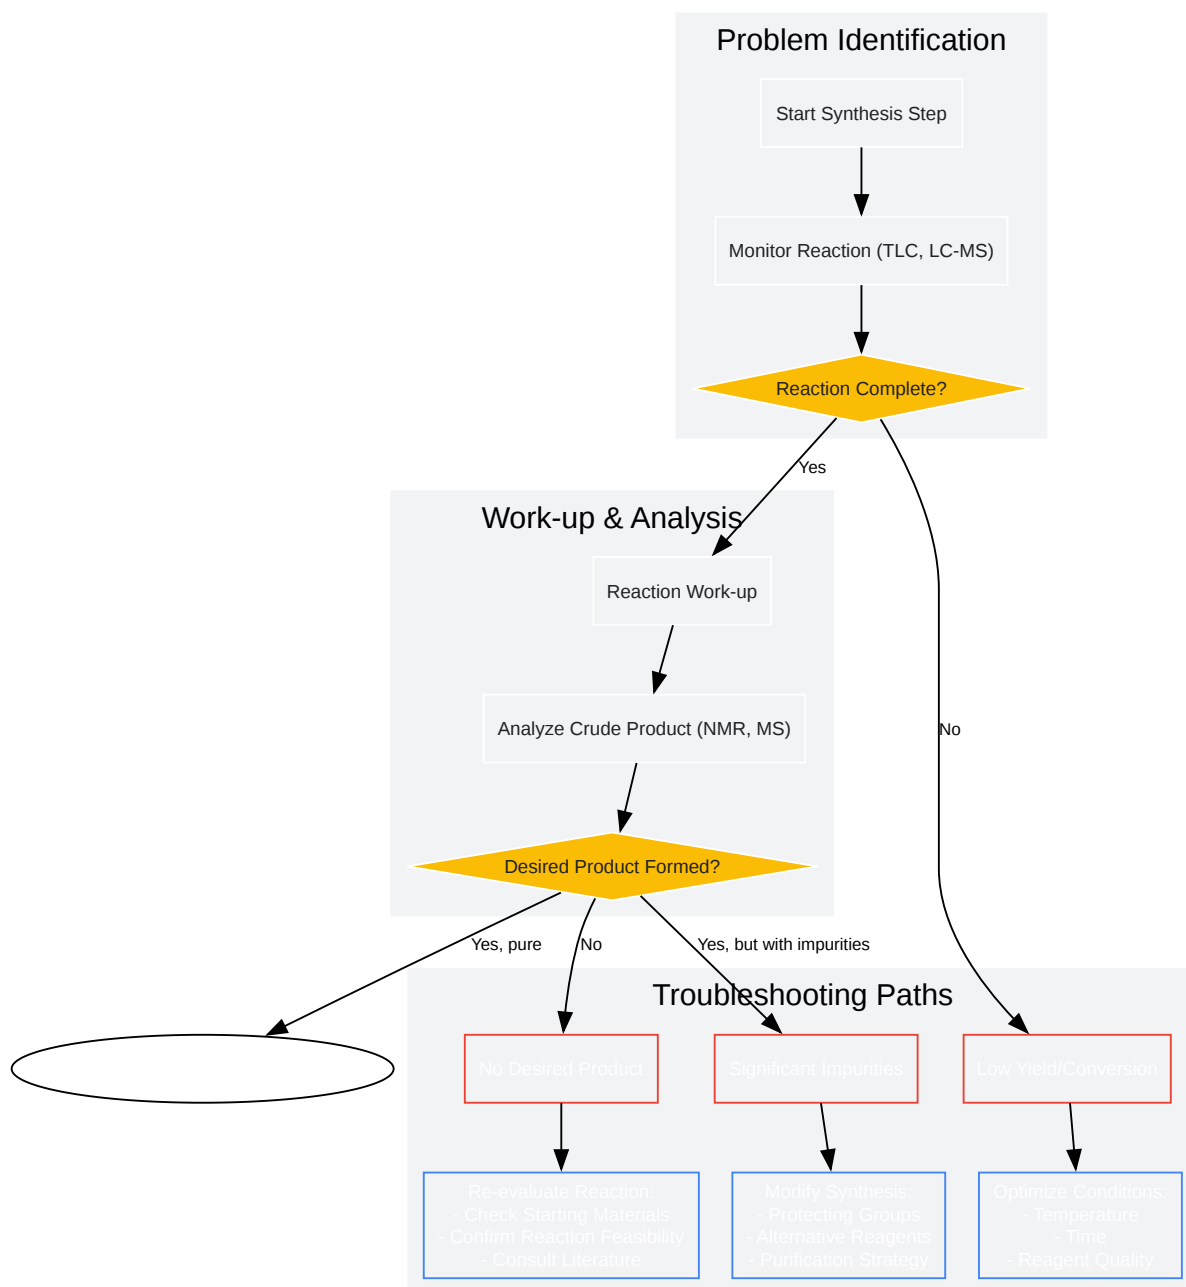 Problem Identification
Start Synthesis Step
Monitor Reaction (TLC, LC-MS)
Reaction Complete?
Yes
Work-up & Analysis
Reaction Work-up
No
Analyze Crude Product (NMR, MS)
Desired Product Formed?
Yes, pure
No
Yes, but with impurities
Troubleshooting Paths
No Desired Product
Significant Impurities
Low Yield/Conversion
Re-evaluate Reaction:
- Check Starting Materials
- Confirm Reaction Feasibility
- Consult Literature
Modify Synthesis:
- Protecting Groups
- Alternative Reagents
- Purification Strategy
Optimize Conditions:
- Temperature
- Time
- Reagent Quality